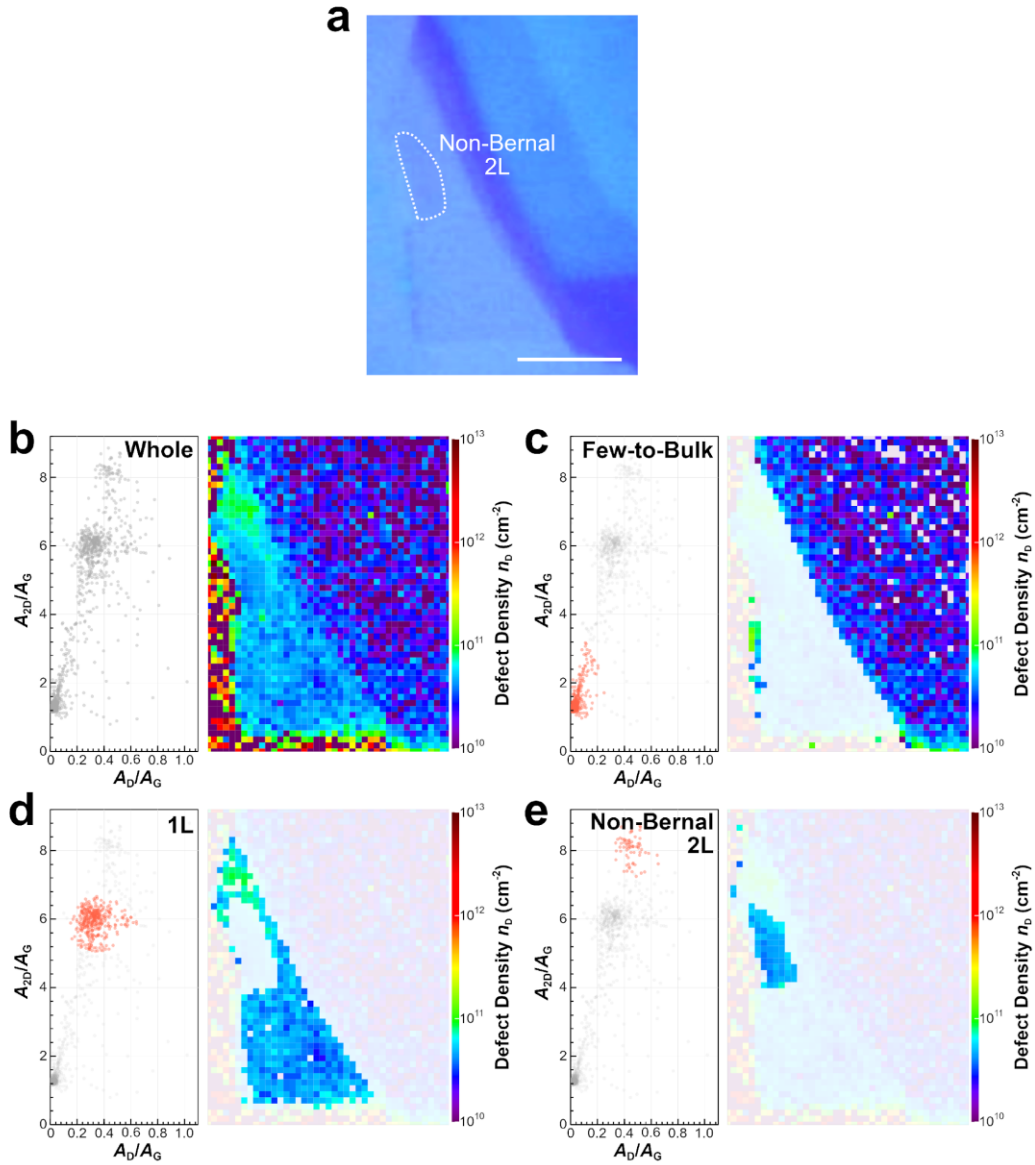 a
Non-Bernal
2L
b
Whole
A2D/AG
8
6
4
2
0
0 0.2 0.4 0.6 0.8 1.0
AD/AG
10^13
10^12
10^11
10^10
Defect Density nD (cm^-2)
c
Few-to-Bulk
A2D/AG
8
6
4
2
0
0 0.2 0.4 0.6 0.8 1.0
AD/AG
10^13
10^12
10^11
10^10
Defect Density nD (cm^-2)
d
1L
A2D/AG
8
6
4
2
0
0 0.2 0.4 0.6 0.8 1.0
AD/AG
10^13
10^12
10^11
10^10
Defect Density nD (cm^-2)
e
Non-Bernal
2L
A2D/AG
8
6
4
2
0
0 0.2 0.4 0.6 0.8 1.0
AD/AG
10^13
10^12
10^11
10^10
Defect Density nD (cm^-2)